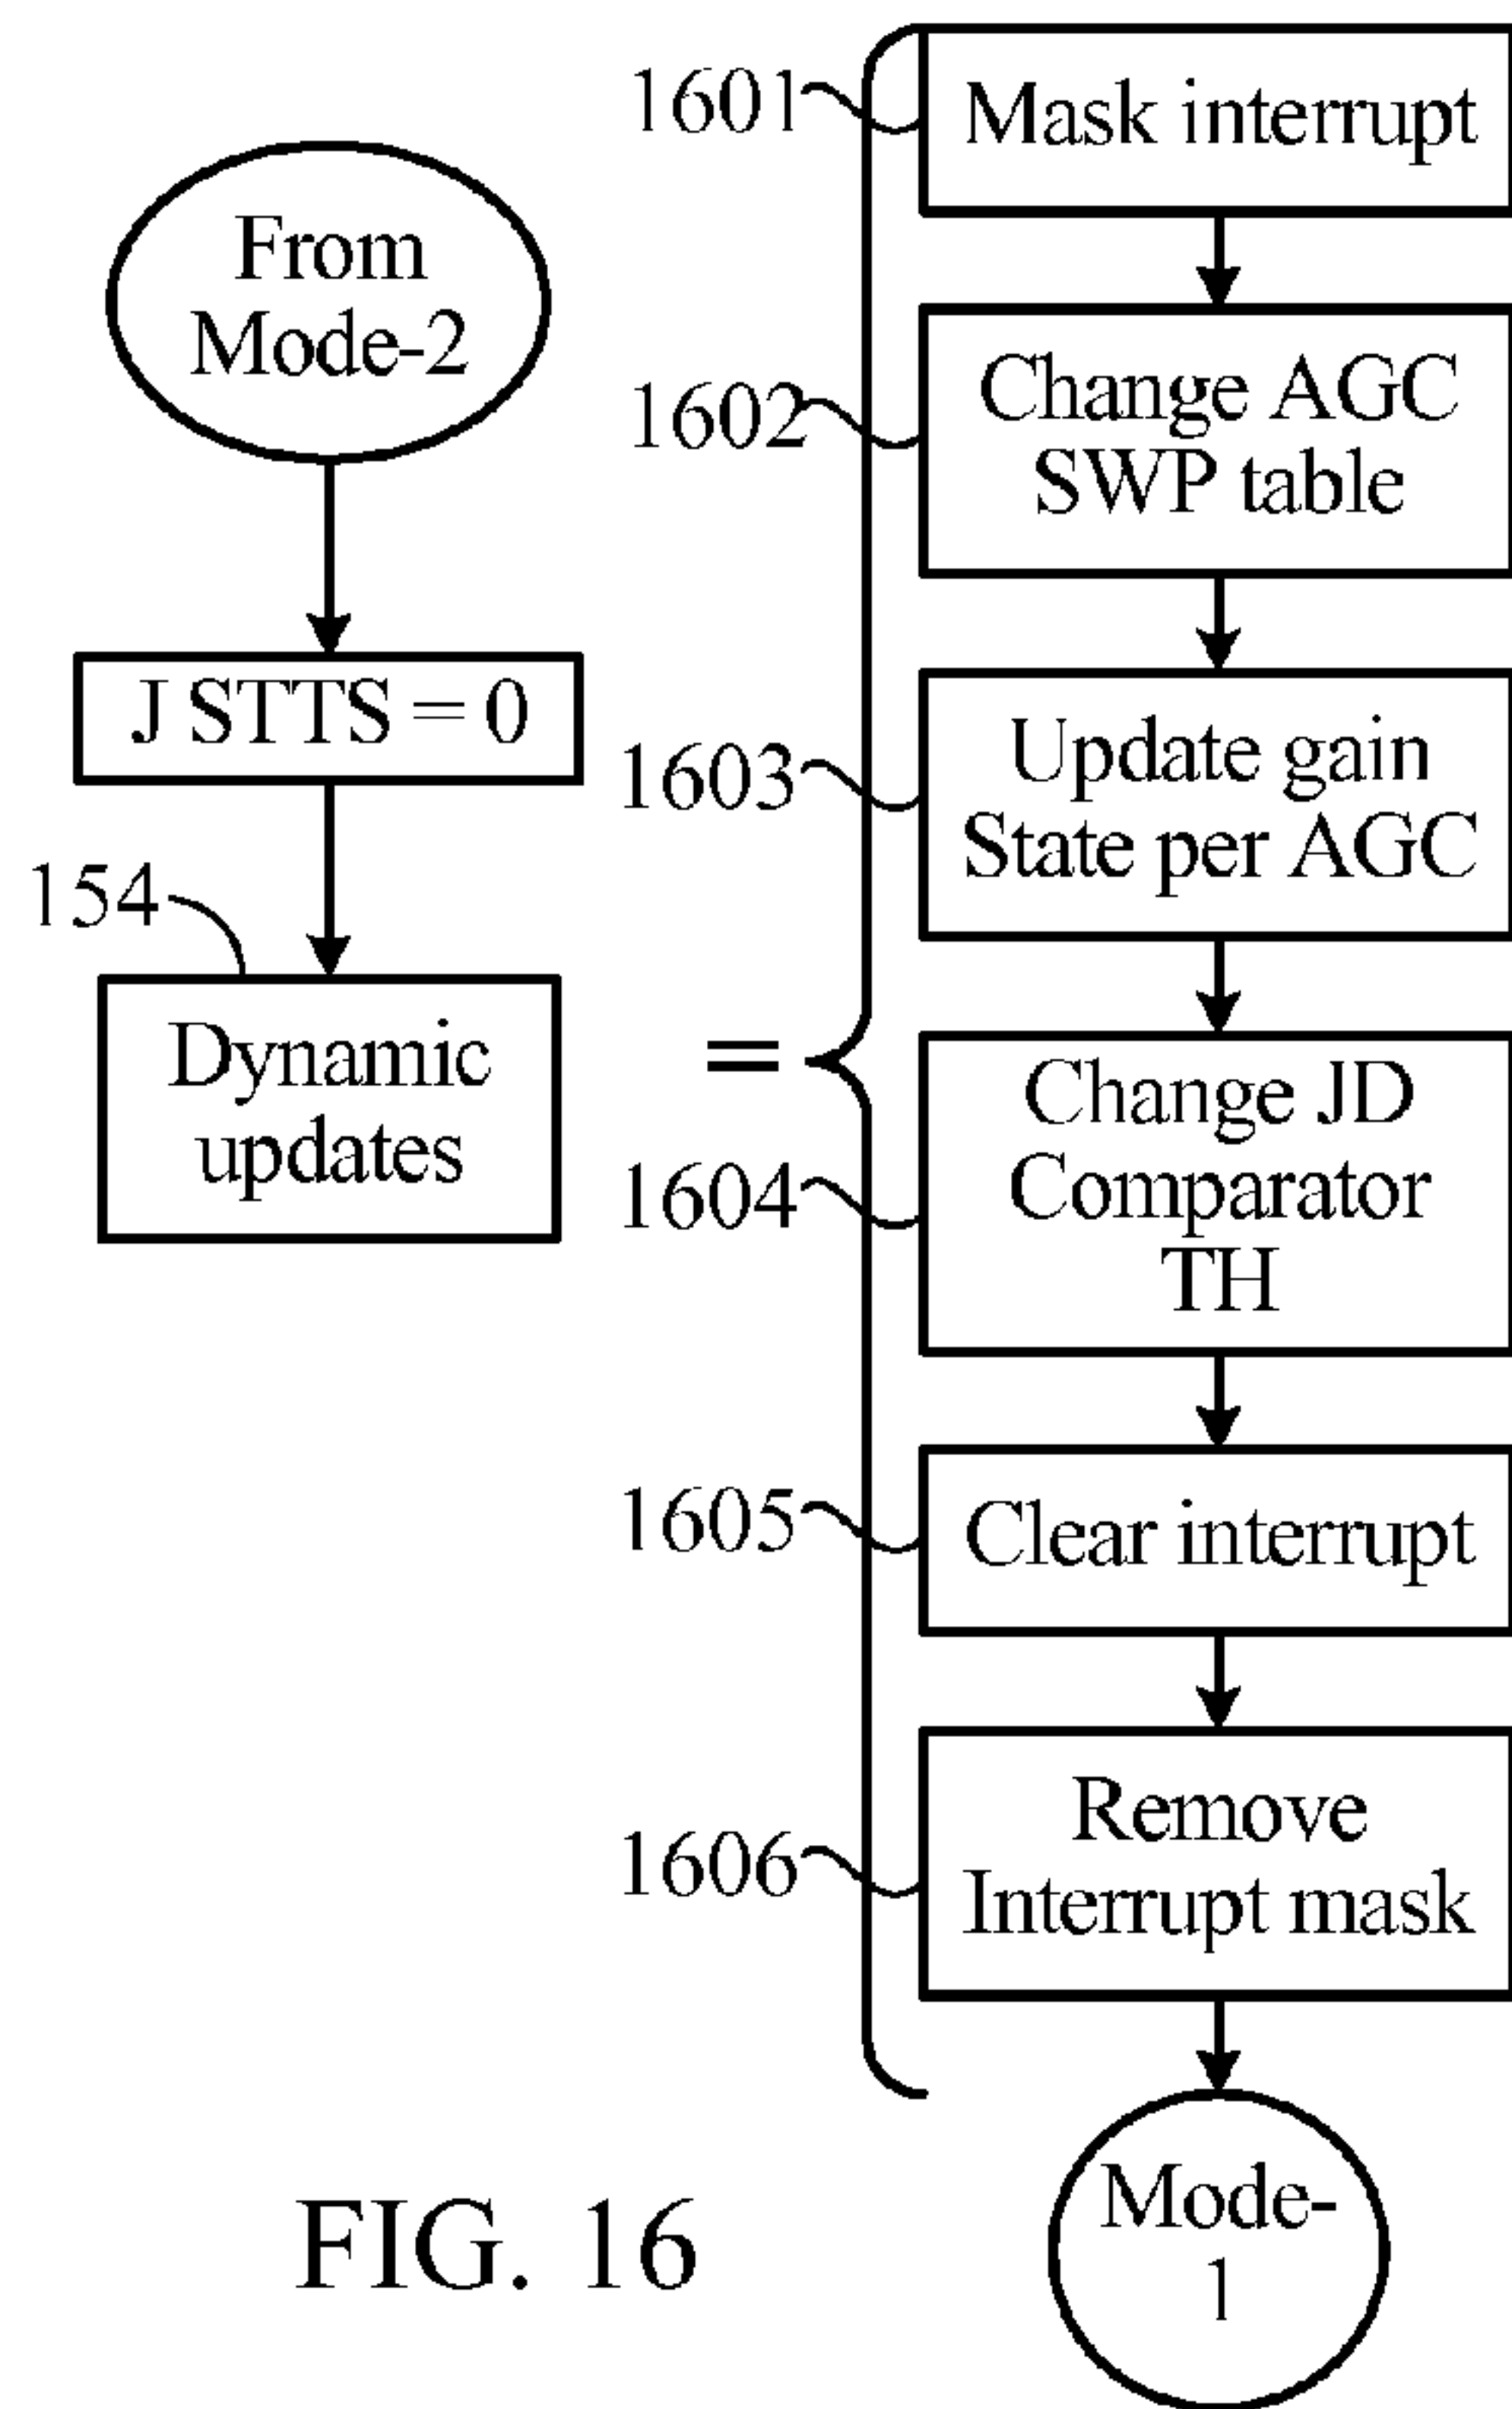 From
Mode-2
J STTS = 0
154
Dynamic
updates
=
1601
Mask interrupt
1602
Change AGC
SWP table
1603
Update gain
State per AGC
1604
Change JD
Comparator
TH
1605
Clear interrupt
1606
Remove
Interrupt mask
Mode-
1
FIG. 16